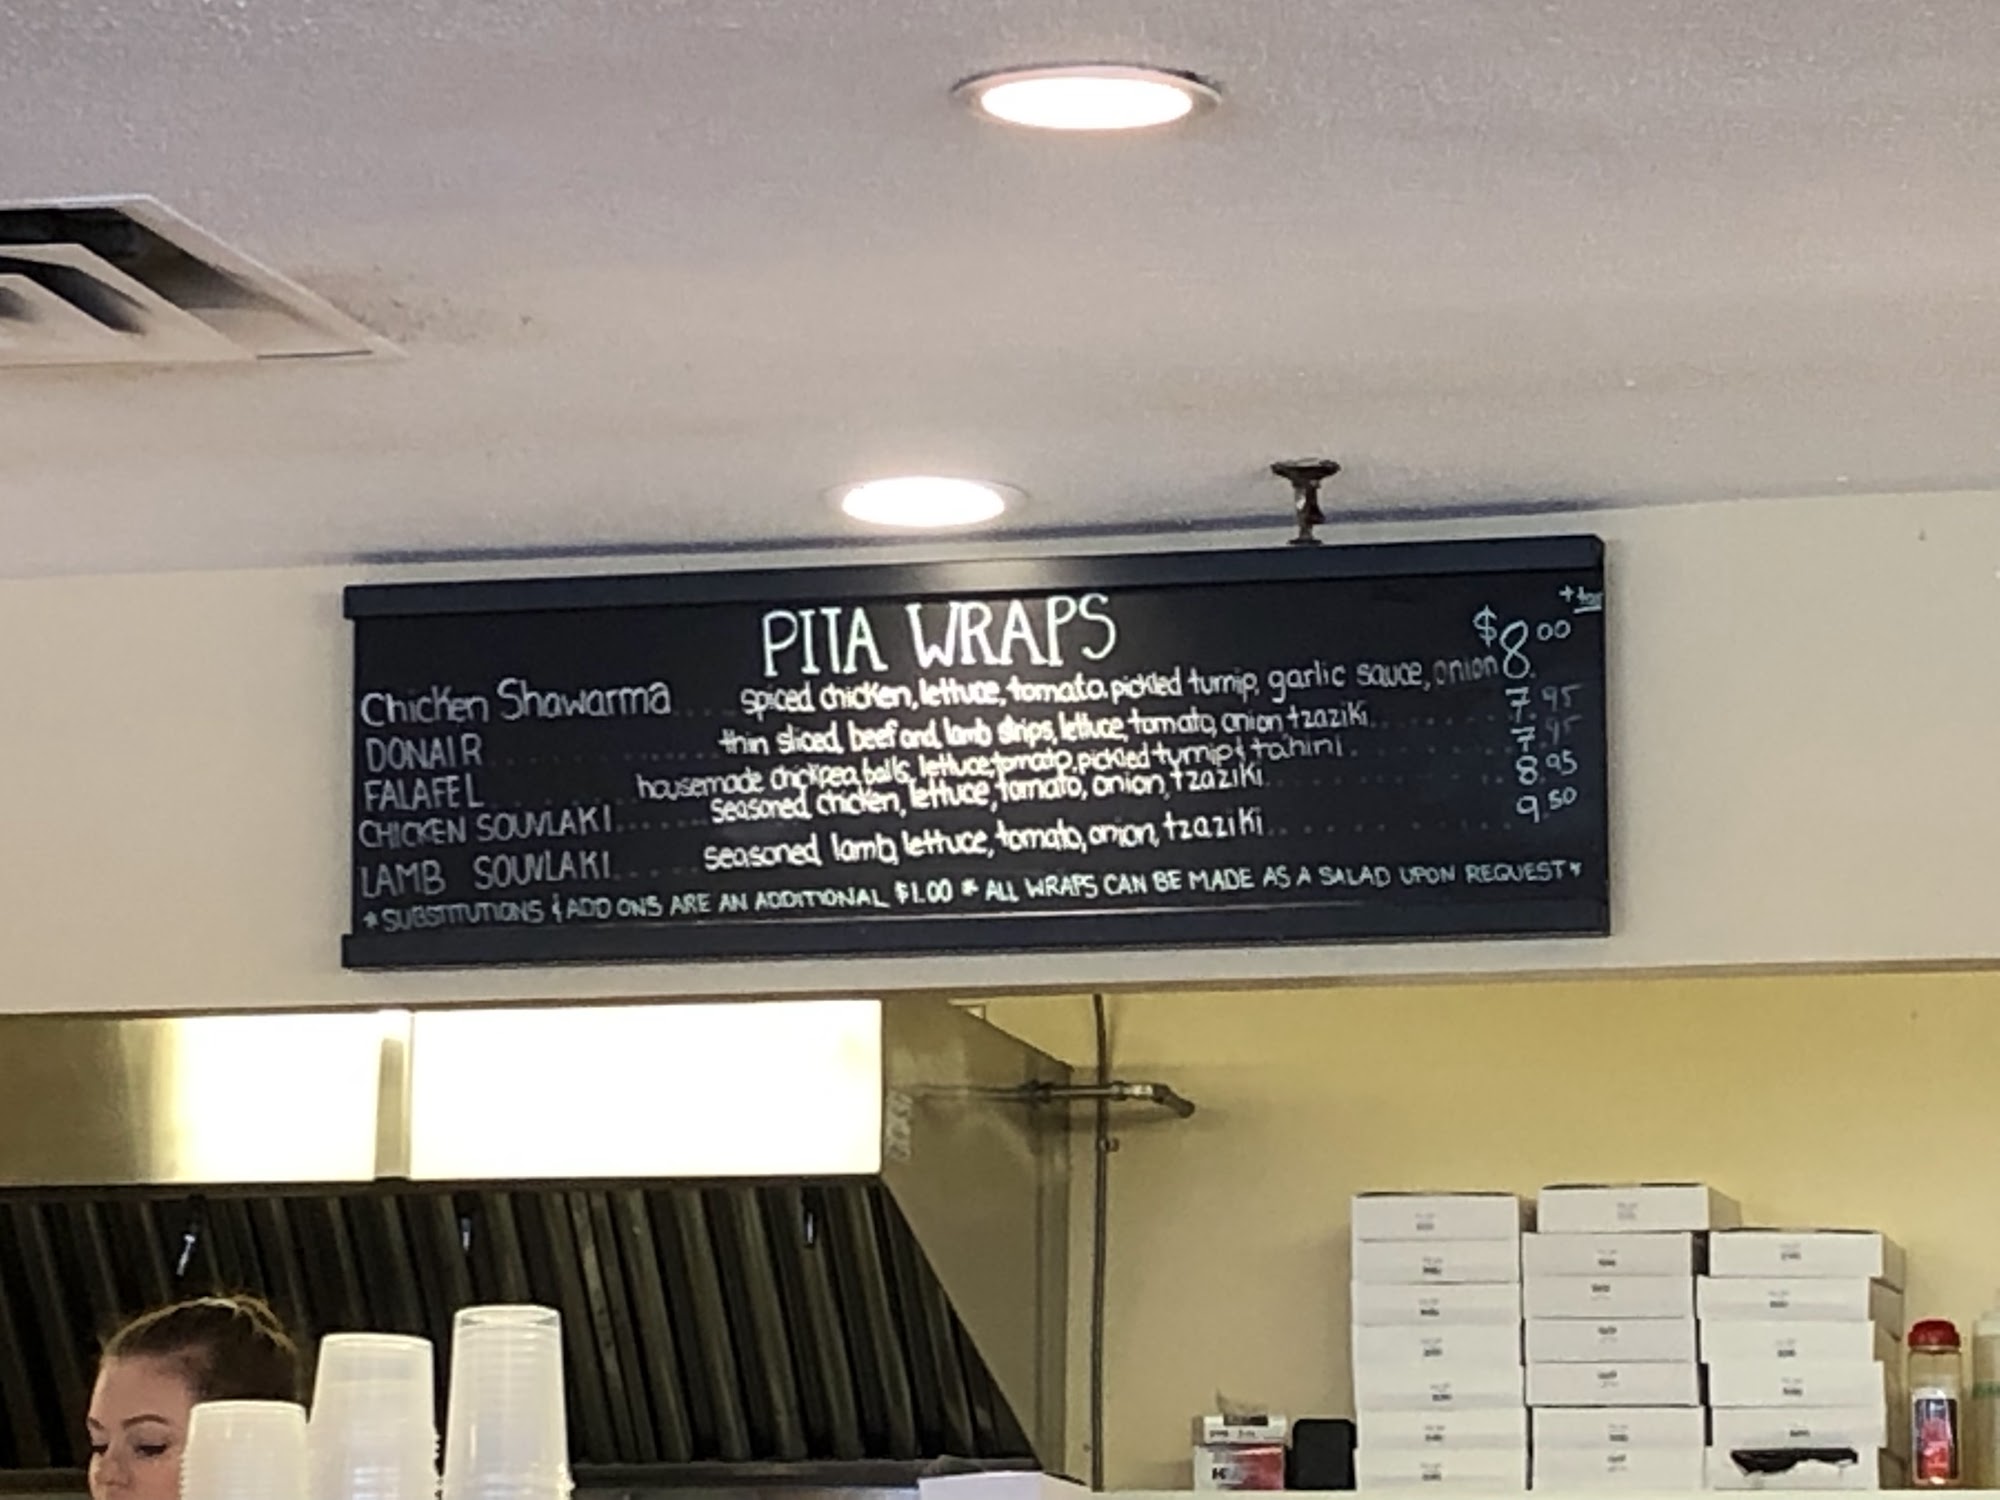 PITA WRAPS
+ tax
Chicken Shawarma .... spiced chicken, lettuce, tomato, pickled turnip, garlic sauce, onion $8.00
DONAIR .......... thin sliced beef and lamb strips, lettuce, tomato, onion, tzaziki ....... 7.95
FALAFEL ....... housemade chickpea balls, lettuce, tomato, pickled turnip & tahini ....... 7.95
CHICKEN SOUVLAKI ....... seasoned chicken, lettuce, tomato, onion, tzaziki ....... 8.95
LAMB SOUVLAKI ....... seasoned lamb, lettuce, tomato, onion, tzaziki ....... 9.50
*SUBSTITUTIONS & ADD ONS ARE AN ADDITIONAL $1.00 * ALL WRAPS CAN BE MADE AS A SALAD UPON REQUEST*